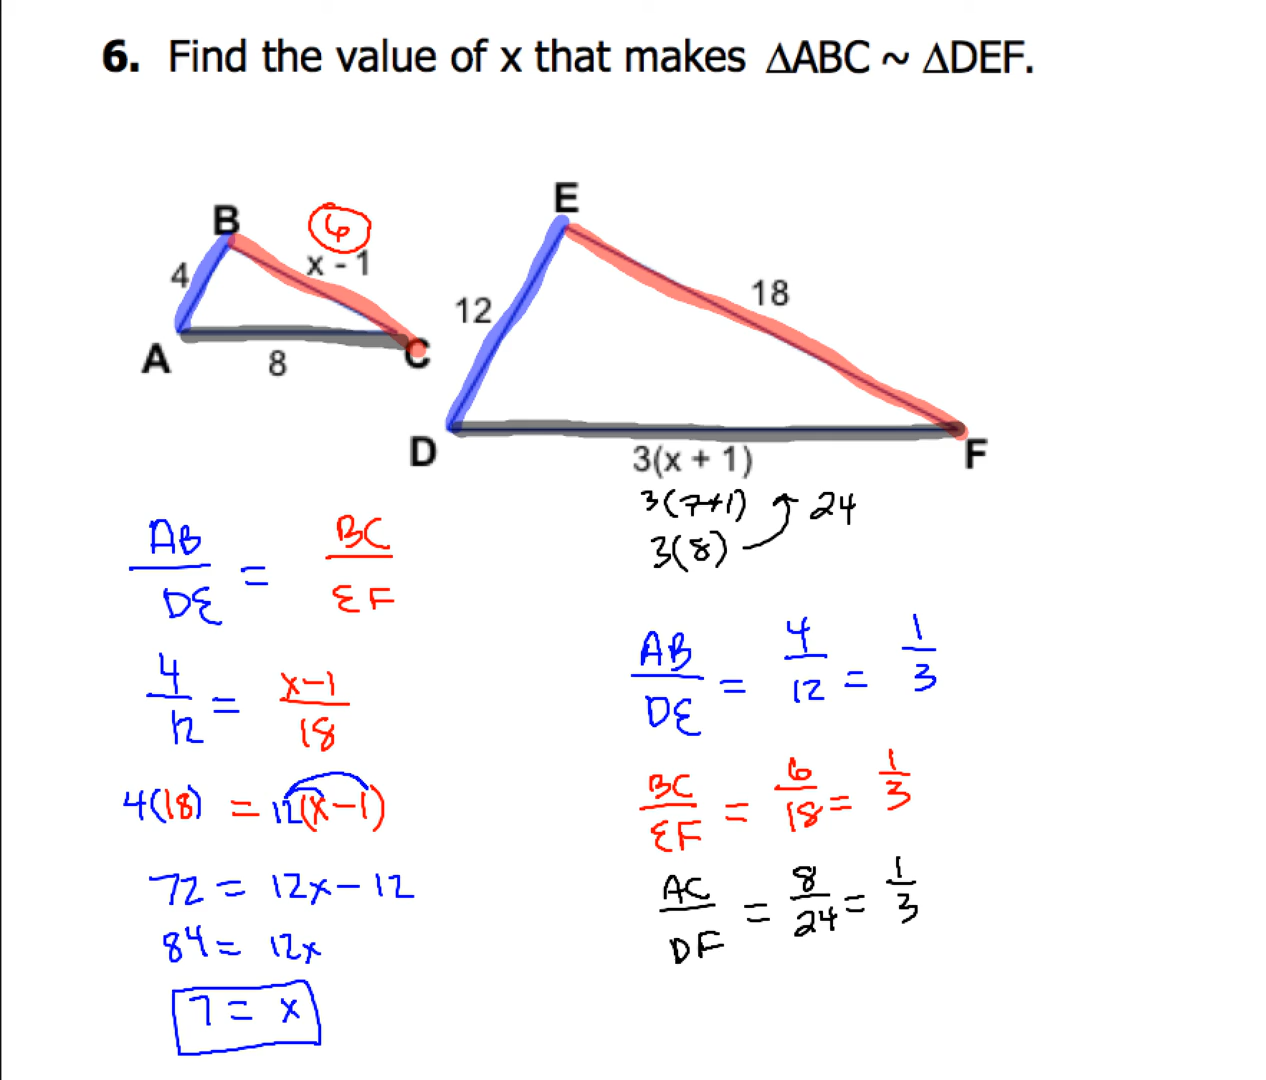 6. Find the value of x that makes ΔABC ~ ΔDEF.
B
6
x - 1
4
A
8
C
E
12
18
D
3(x + 1)
F
3(7+1)
3(8)
24
AB/DE = BC/EF
4/12 = x-1/18
4(18) = 12(x-1)
72 = 12x - 12
84 = 12x
7 = x
AB/DE = 4/12 = 1/3
BC/EF = 6/18 = 1/3
AC/DF = 8/24 = 1/3